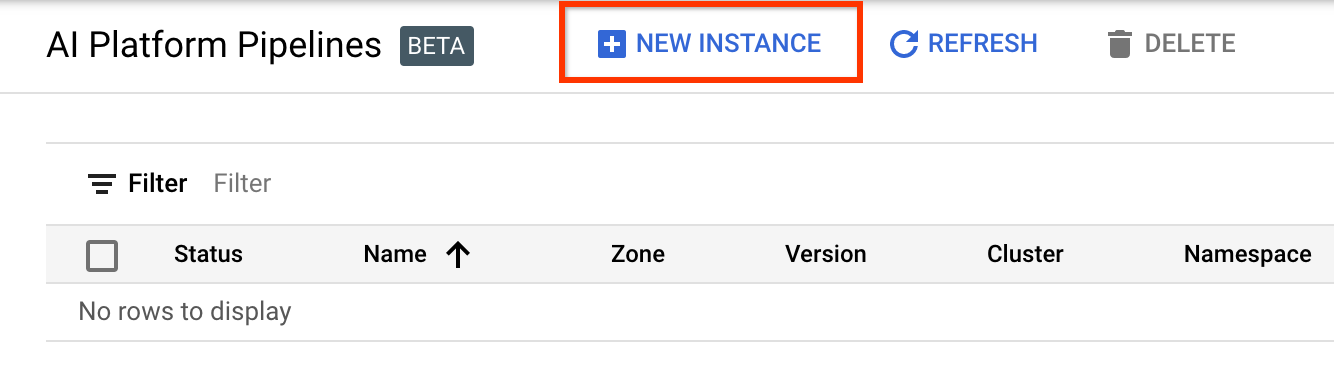 AI Platform Pipelines BETA NEW INSTANCE REFRESH DELETE
Filter Filter
Status Name Zone Version Cluster Namespace
No rows to display